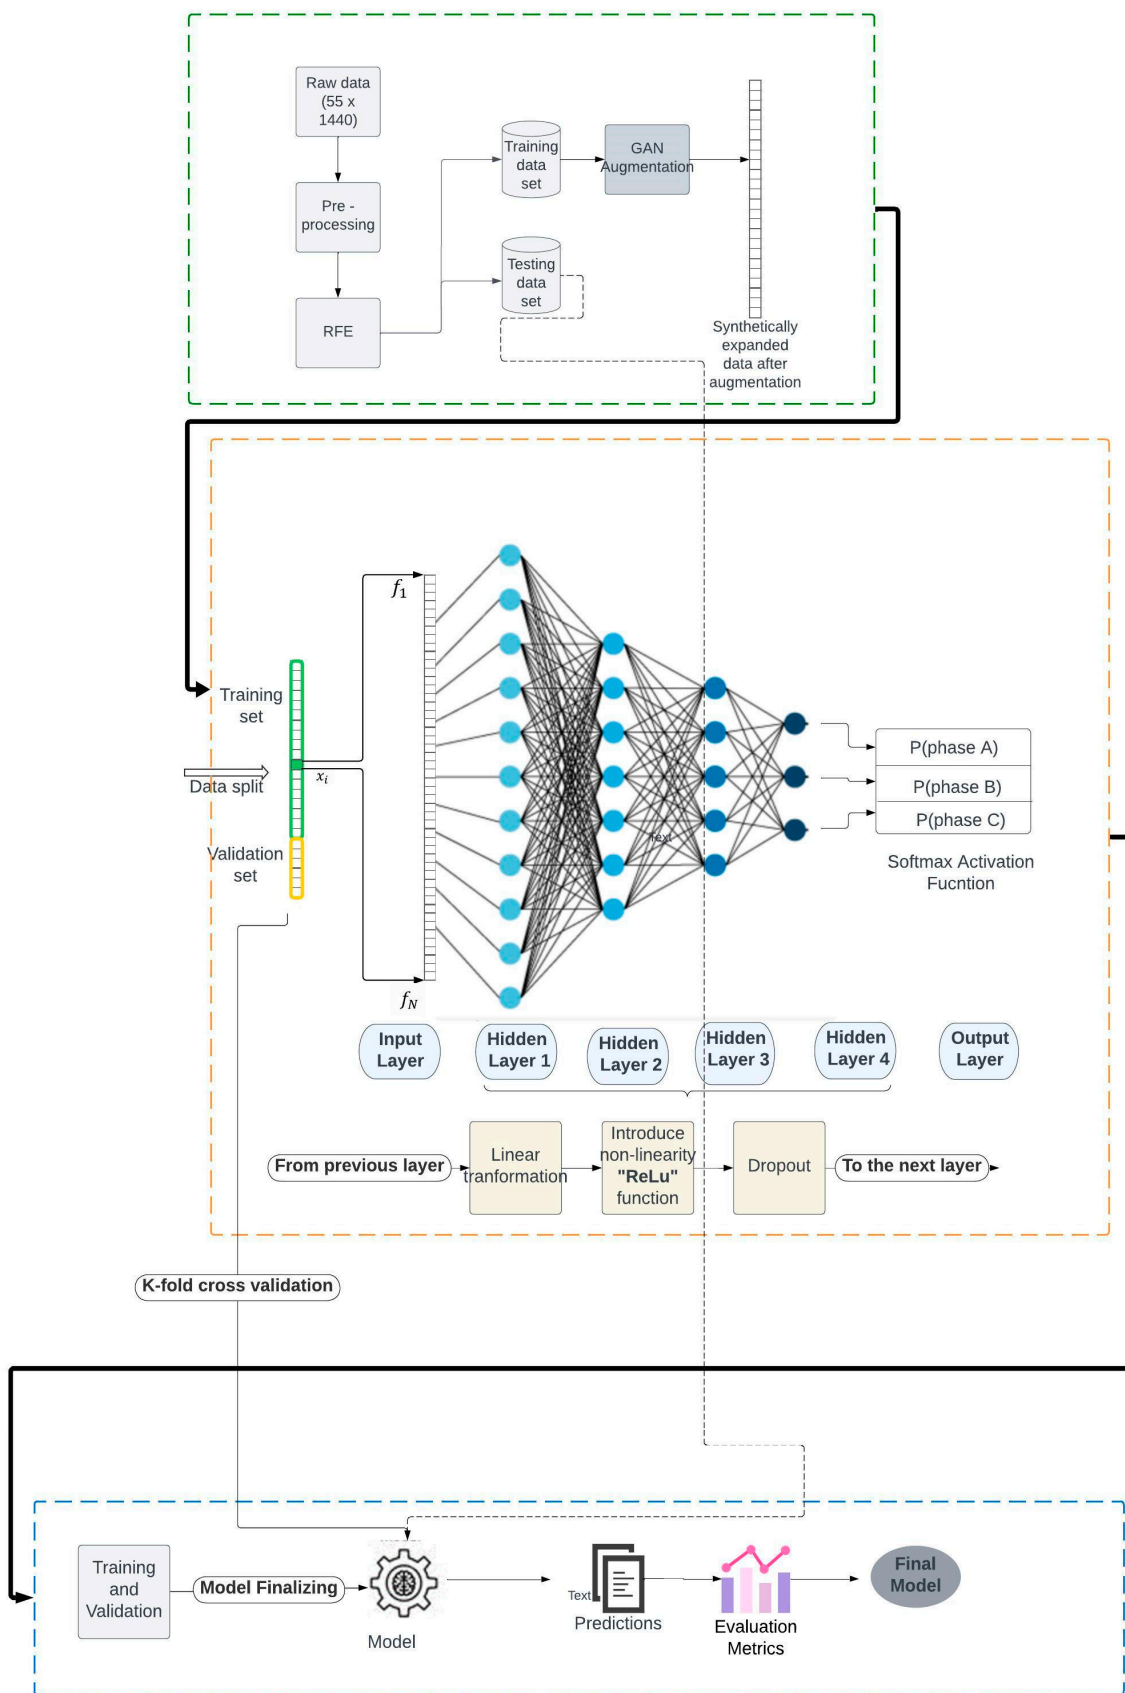 Raw data
(55 x
1440)
Pre -
processing
RFE
Training
data
set
Testing
data
set
GAN
Augmentation
Synthetically
expanded
data after
augmentation
Training
set
Data split
Validation
set
x_i
f_1
f_N
Text
P(phase A)
P(phase B)
P(phase C)
Softmax Activation
Fucntion
Input
Layer
Hidden
Layer 1
Hidden
Layer 2
Hidden
Layer 3
Hidden
Layer 4
Output
Layer
From previous layer
Linear
tranformation
Introduce
non-linearity
"ReLu"
function
Dropout
To the next layer
K-fold cross validation
Training
and
Validation
Model Finalizing
Model
Text
Predictions
Evaluation
Metrics
Final
Model